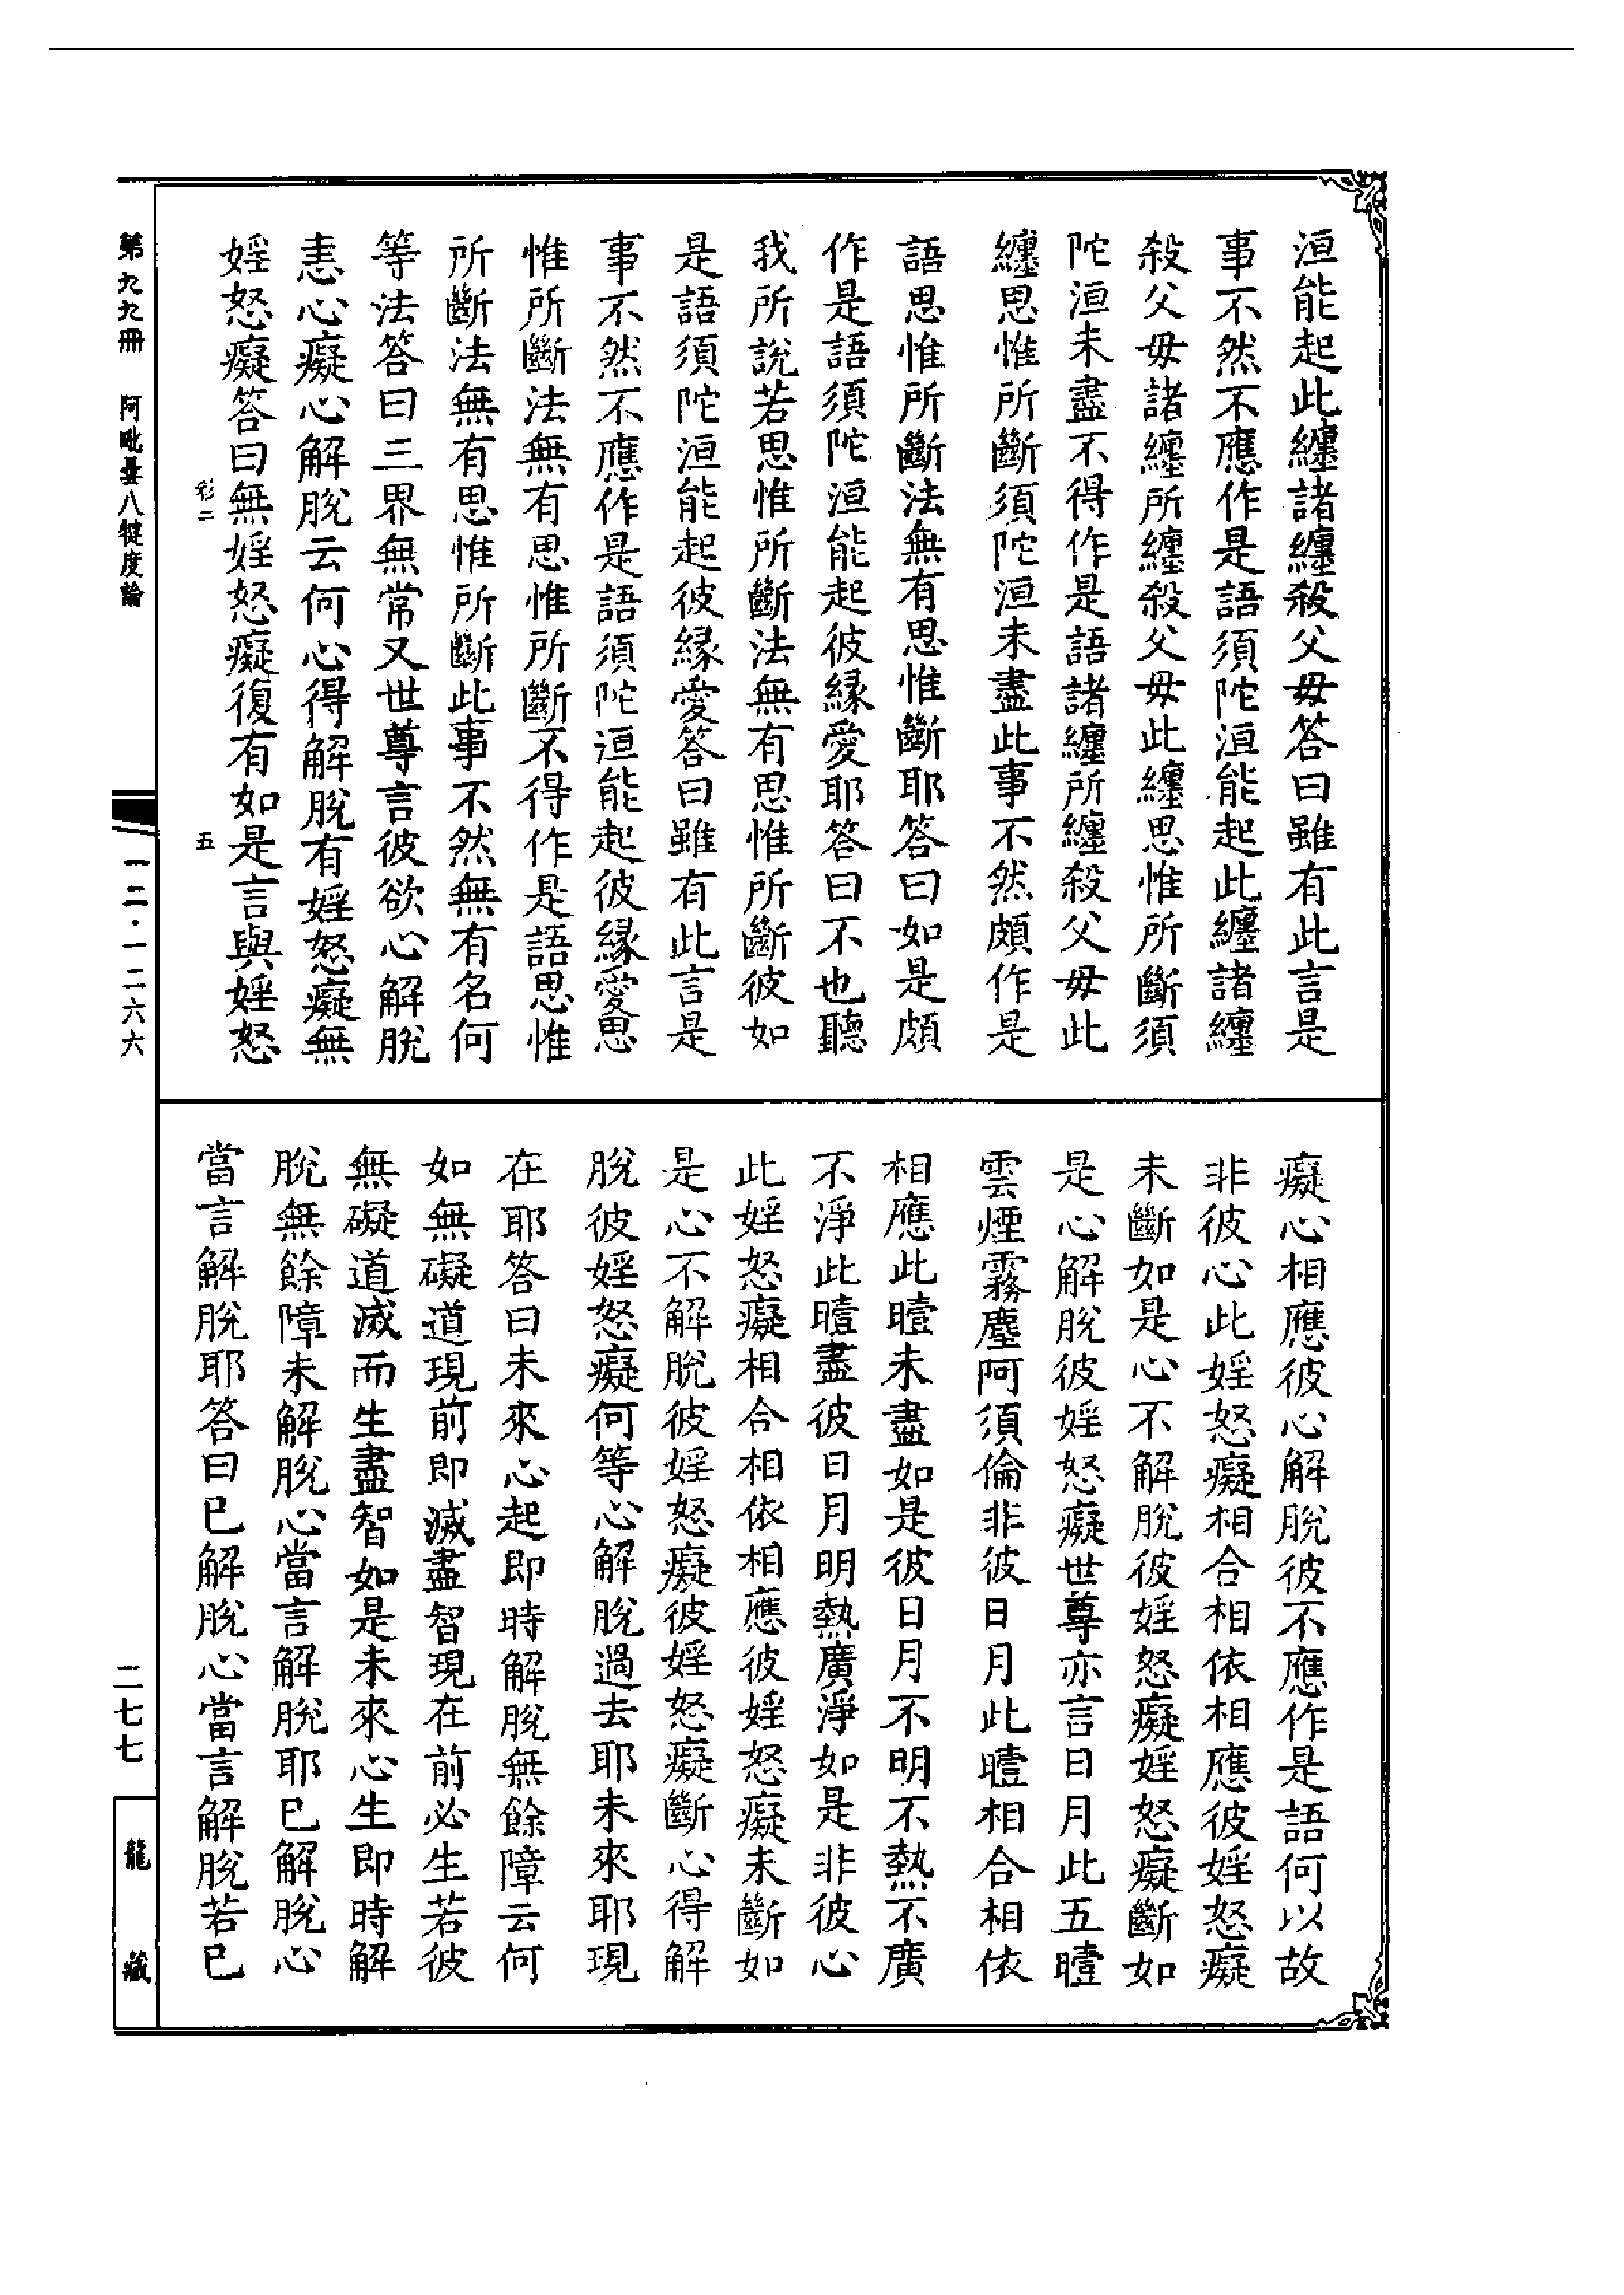 洹能起此纏諸纏殺父母答曰雖有此言是
事不然不應作是語須陀洹能起此纏諸纏
殺父母諸纏所纏殺父母此纏思惟所斷須
陀洹未盡不得作是語諸纏所纏殺父母此
纏思惟所斷須陀洹未盡此事不然頗作是
語思惟所斷法無有思惟斷耶答曰如是頗
作是語須陀洹能起彼緣愛耶答曰不也聽
我所說若思惟所斷法無有思惟所斷彼如
是語須陀洹能起彼緣愛答曰雖有此言是
事不然不應作是語須陀洹能起彼緣愛思
惟所斷法無有思惟所斷不得作是語思惟
所斷法無有思惟所斷此事不然無有名何
等法答曰三界無常又世尊言彼欲心解脫
恚心癡心解脫云何心得解脫有婬怒癡無
婬怒癡答曰無婬怒癡復有如是言與婬怒
彰二 五
癡心相應彼心解脫彼不應作是語何以故
非彼心此婬怒癡相合相依相應彼婬怒癡
未斷如是心不解脫彼婬怒癡婬怒癡斷如
是心解脫彼婬怒癡世尊亦言日月此五曀
雲煙霧塵阿須倫非彼日月此曀相合相依
相應此曀未盡如是彼日月不明不熱不廣
不淨此曀盡彼日月明熱廣淨如是非彼心
此婬怒癡相合相依相應彼婬怒癡未斷如
是心不解脫彼婬怒癡彼婬怒癡斷心得解
脫彼婬怒癡何等心解脫過去耶未來耶現
在耶答曰未來心起即時解脫無餘障云何
如無礙道現前即滅盡智現在前必生若彼
無礙道滅而生盡智如是未來心生即時解
脫無餘障未解脫心當言解脫耶已解脫心
當言解脫耶答曰已解脫心當言解脫若已
第九九冊 阿毗曇八犍度論
一二·一二六六
二七七
龍藏